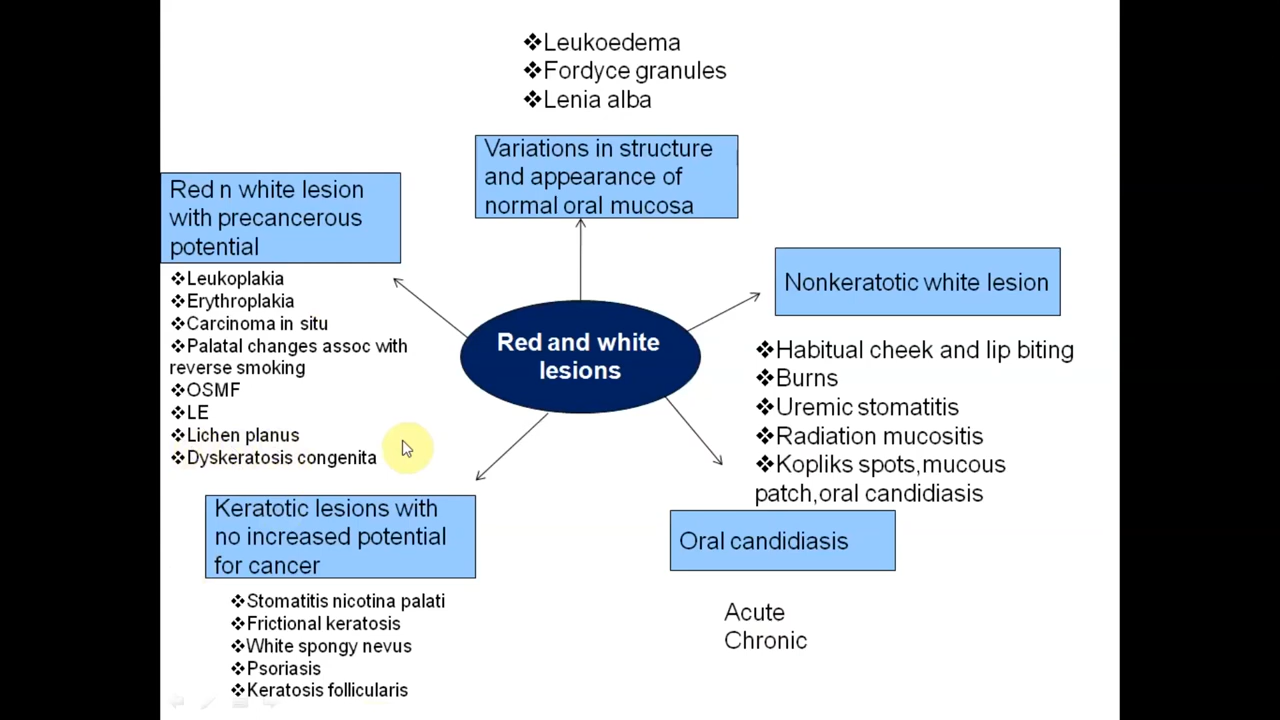 ❖Leukoedema
❖Fordyce granules
❖Lenia alba
Variations in structure
and appearance of
normal oral mucosa
Red n white lesion
with precancerous
potential
❖Leukoplakia
❖Erythroplakia
❖Carcinoma in situ
❖Palatal changes assoc with
reverse smoking
❖OSMF
❖LE
❖Lichen planus
❖Dyskeratosis congenita
Red and white
lesions
Nonkeratotic white lesion
❖Habitual cheek and lip biting
❖Burns
❖Uremic stomatitis
❖Radiation mucositis
❖Kopliks spots,mucous
patch,oral candidiasis
Keratotic lesions with
no increased potential
for cancer
❖Stomatitis nicotina palati
❖Frictional keratosis
❖White spongy nevus
❖Psoriasis
❖Keratosis follicularis
Oral candidiasis
Acute
Chronic